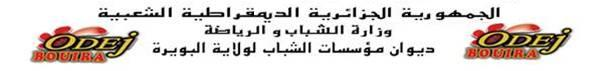 الجمهورية الجزائرية الديمقراطية الشعبية
وزارة الشباب و الرياضة
ديوان مؤسسات الشباب لولاية البويرة
ODEJ
BOUIRA
ODEJ
BOUIRA